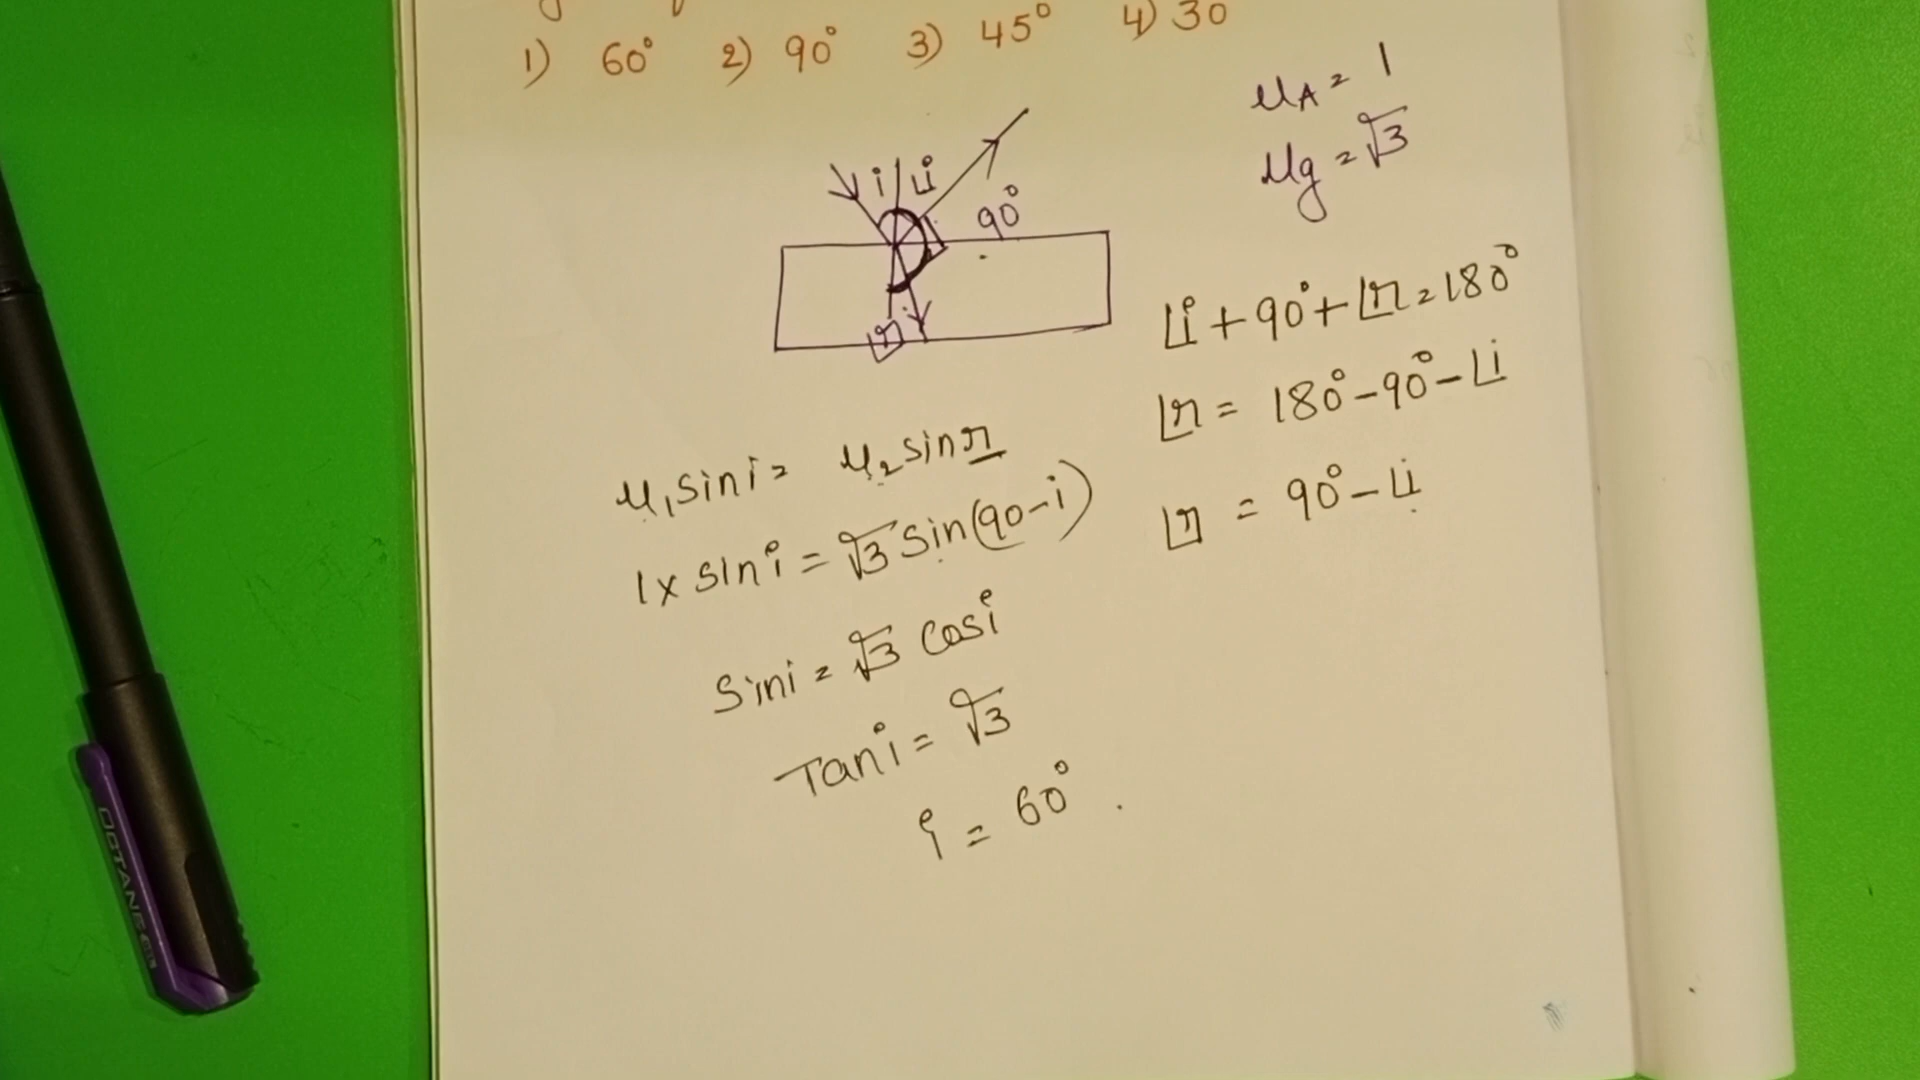 1) 60° 2) 90° 3) 45° 4) 30
μA = 1
μg = √3
i ∠i
90°
∠r
∠i + 90° + ∠r = 180°
∠r = 180° - 90° - ∠i
∠r = 90° - ∠i
μ₁ sin i = μ₂ sin r
1 x sin i = √3 sin(90-i)
Sin i = √3 cos i
Tan i = √3
i = 60°.
OCTANE